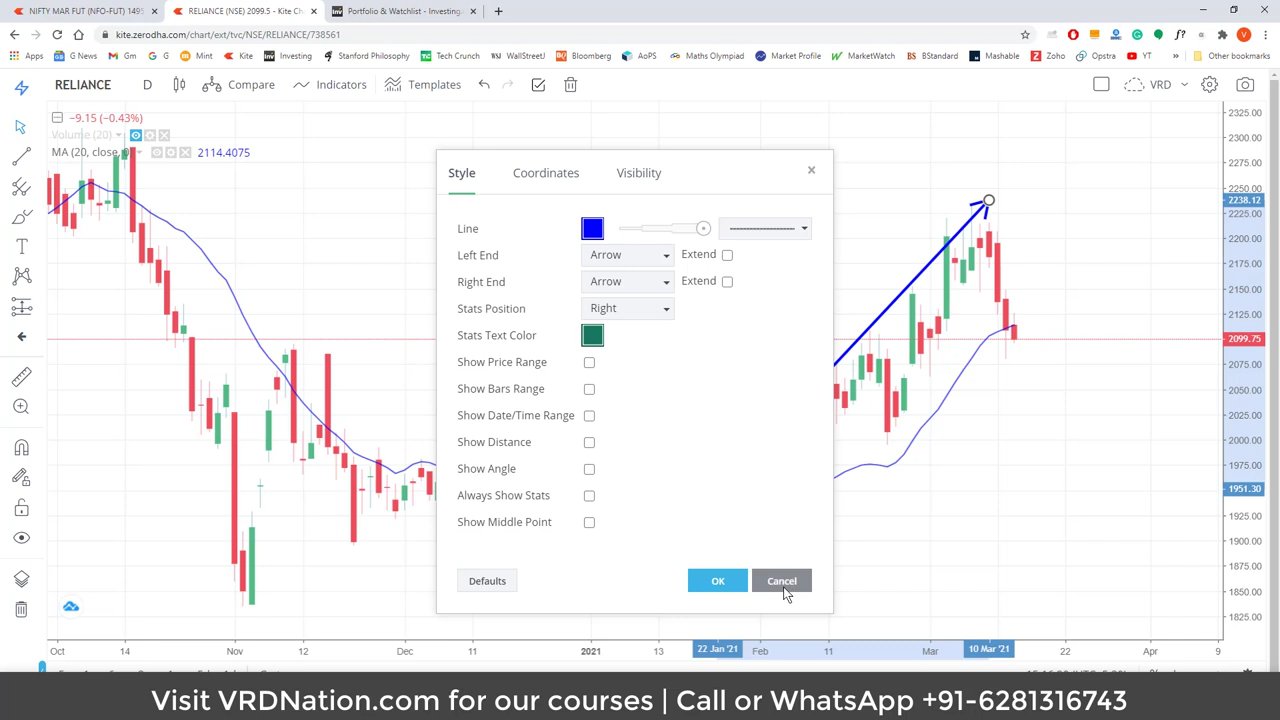 NIFTY MAR FUT (NFO-FUT) 1495
RELIANCE (NSE) 2099.5 - Kite Ch
Portfolio & Watchlist - Investing.
kite.zerodha.com/chart/ext/tvc/NSE/RELIANCE/738561
Apps
News
Gm
G
Mint
Kite
Investing
Stanford Philosophy
Tech Crunch
WallStreet
Bloomberg
AoPS
Maths Olympiad
Market Profile
MarketWatch
BStandard
Mashable
Zoho
Opstra
YT
Other bookmarks
RELIANCE
D
Compare
Indicators
Templates
VRD
−9.15 (−0.43%)
Volume (20)
MA (20, close, 0)
2114.4075
Style
Coordinates
Visibility
Line
Left End Arrow Extend
Right End Arrow Extend
Stats Position Right
Stats Text Color
Show Price Range
Show Bars Range
Show Date/Time Range
Show Distance
Show Angle
Always Show Stats
Show Middle Point
Defaults
OK
Cancel
2325.00
2300.00
2275.00
2250.00
2238.12
2225.00
2200.00
2175.00
2150.00
2125.00
2099.75
2075.00
2050.00
2025.00
2000.00
1975.00
1951.30
1925.00
1900.00
1875.00
1850.00
1825.00
Oct 14 Nov 12 Dec 11 2021 13 22 Jan '21 Feb 11 Mar 10 Mar '21 22 Apr 9
Visit VRDNation.com for our courses | Call or WhatsApp +91-6281316743